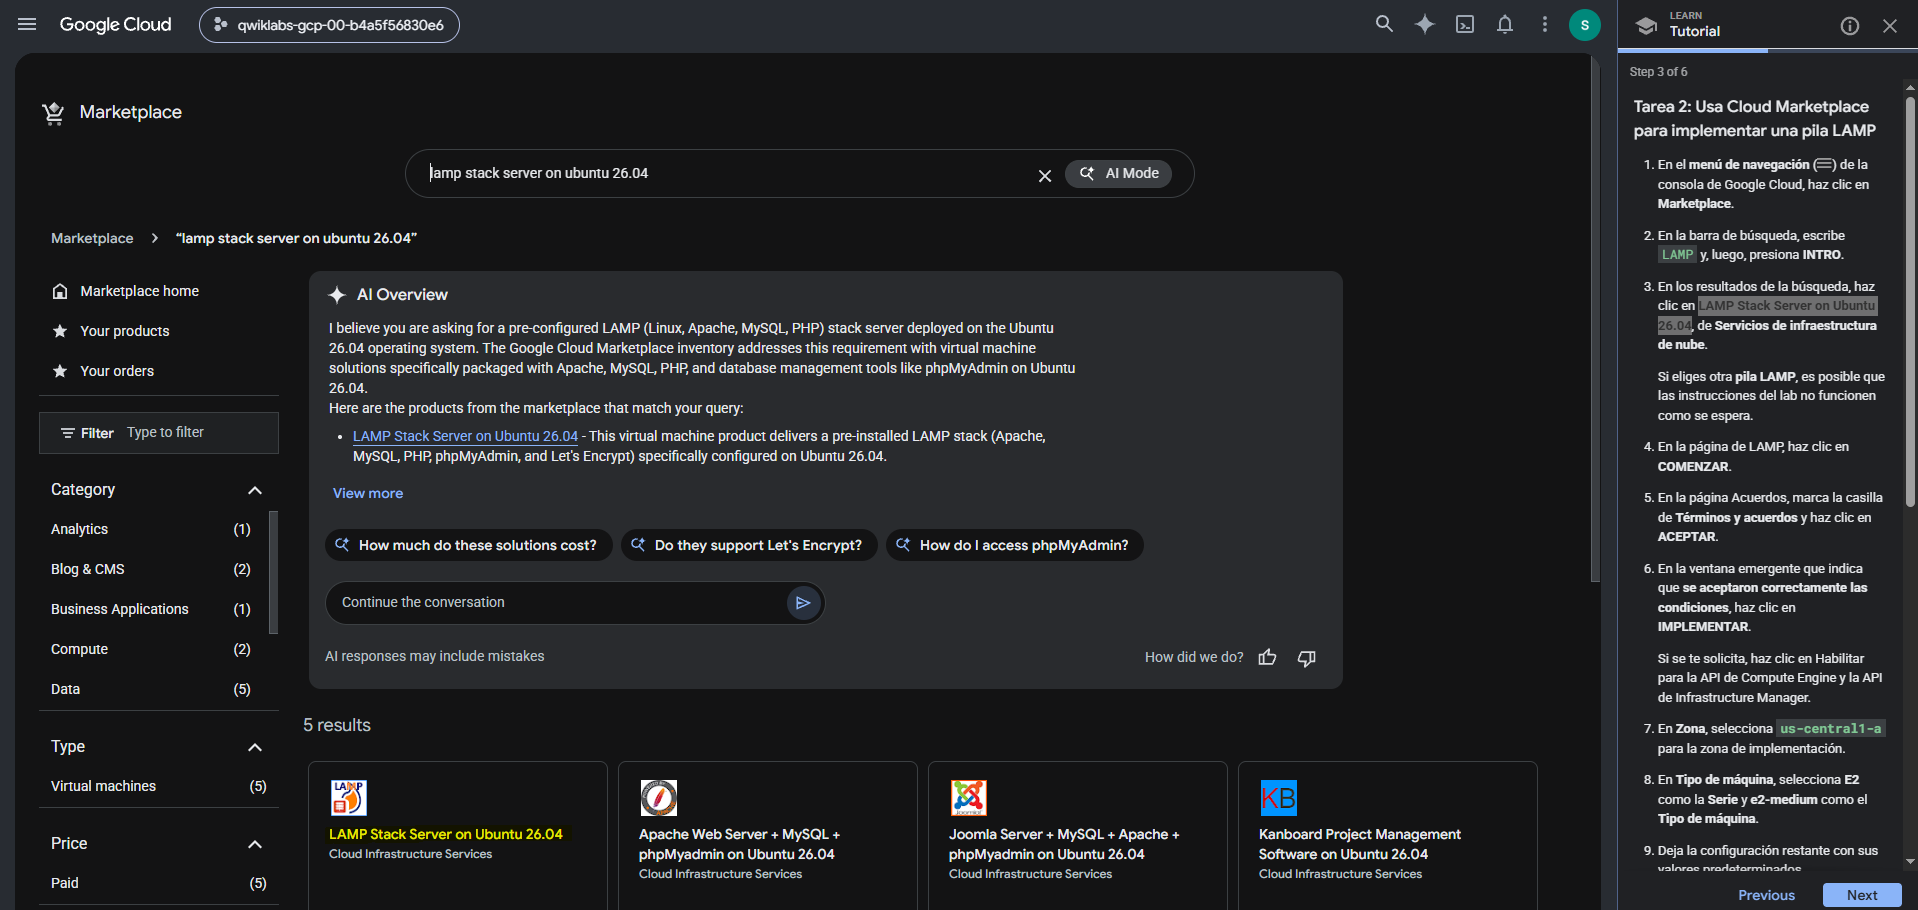 Google Cloud
qwiklabs-gcp-00-b4a5f56830e6
S
Marketplace
lamp stack server on ubuntu 26.04
AI Mode
Marketplace
“lamp stack server on ubuntu 26.04”
Marketplace home
Your products
Your orders
Filter Type to filter
Category
Analytics (1)
Blog & CMS (2)
Business Applications (1)
Compute (2)
Data (5)
Type
Virtual machines (5)
Price
Paid (5)
AI Overview
I believe you are asking for a pre-configured LAMP (Linux, Apache, MySQL, PHP) stack server deployed on the Ubuntu
26.04 operating system. The Google Cloud Marketplace inventory addresses this requirement with virtual machine
solutions specifically packaged with Apache, MySQL, PHP, and database management tools like phpMyAdmin on Ubuntu
26.04.
Here are the products from the marketplace that match your query:
• LAMP Stack Server on Ubuntu 26.04 - This virtual machine product delivers a pre-installed LAMP stack (Apache,
MySQL, PHP, phpMyAdmin, and Let's Encrypt) specifically configured on Ubuntu 26.04.
View more
How much do these solutions cost?
Do they support Let's Encrypt?
How do I access phpMyAdmin?
Continue the conversation
AI responses may include mistakes
How did we do?
5 results
LAMP
LAMP Stack Server on Ubuntu 26.04
Cloud Infrastructure Services
Apache Web Server + MySQL +
phpMyadmin on Ubuntu 26.04
Cloud Infrastructure Services
Joomla!
Joomla Server + MySQL + Apache +
phpMyadmin on Ubuntu 26.04
Cloud Infrastructure Services
KB
Kanboard Project Management
Software on Ubuntu 26.04
Cloud Infrastructure Services
LEARN
Tutorial
Step 3 of 6
Tarea 2: Usa Cloud Marketplace
para implementar una pila LAMP
1. En el menú de navegación ( ) de la
consola de Google Cloud, haz clic en
Marketplace.
2. En la barra de búsqueda, escribe
LAMP y, luego, presiona INTRO.
3. En los resultados de la búsqueda, haz
clic en LAMP Stack Server on Ubuntu
26.04, de Servicios de infraestructura
de nube.
Si eliges otra pila LAMP, es posible que
las instrucciones del lab no funcionen
como se espera.
4. En la página de LAMP, haz clic en
COMENZAR.
5. En la página Acuerdos, marca la casilla
de Términos y acuerdos y haz clic en
ACEPTAR.
6. En la ventana emergente que indica
que se aceptaron correctamente las
condiciones, haz clic en
IMPLEMENTAR.
Si se te solicita, haz clic en Habilitar
para la API de Compute Engine y la API
de Infrastructure Manager.
7. En Zona, selecciona us-central1-a
para la zona de implementación.
8. En Tipo de máquina, selecciona E2
como la Serie y e2-medium como el
Tipo de máquina.
9. Deja la configuración restante con sus
valores predeterminados
Previous
Next